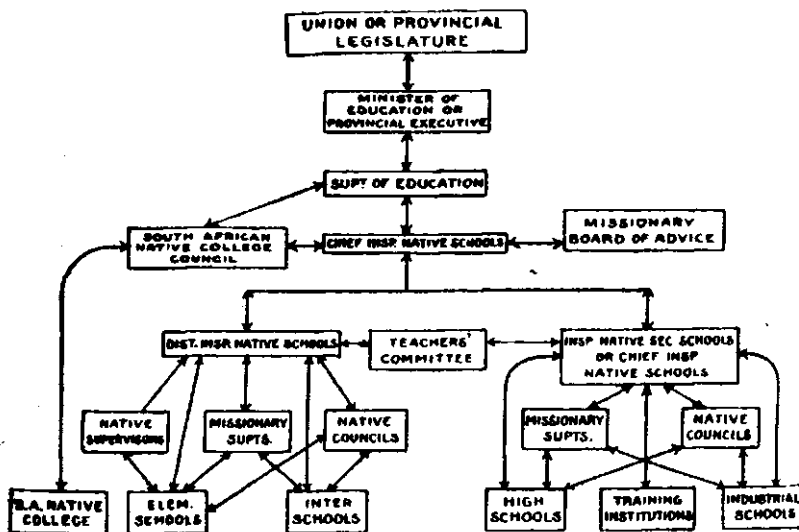 UNION OR PROVINCIAL
LEGISLATURE
MINISTER OF
EDUCATION OR
PROVINCIAL EXECUTIVE
SUPT OF EDUCATION
SOUTH AFRICAN
NATIVE COLLEGE
COUNCIL
CHIEF INSP. NATIVE SCHOOLS
MISSIONARY
BOARD OF ADVICE
DIST. INSP. NATIVE SCHOOLS
TEACHERS'
COMMITTEE
INSP NATIVE SEC SCHOOLS
OR CHIEF INSP
NATIVE SCHOOLS
NATIVE
SUPERVISORS
MISSIONARY
SUPTS.
NATIVE
COUNCILS
MISSIONARY
SUPTS.
NATIVE
COUNCILS
S.A. NATIVE
COLLEGE
ELEM.
SCHOOLS
INTER
SCHOOLS
HIGH
SCHOOLS
TRAINING
INSTITUTIONS
INDUSTRIAL
SCHOOLS